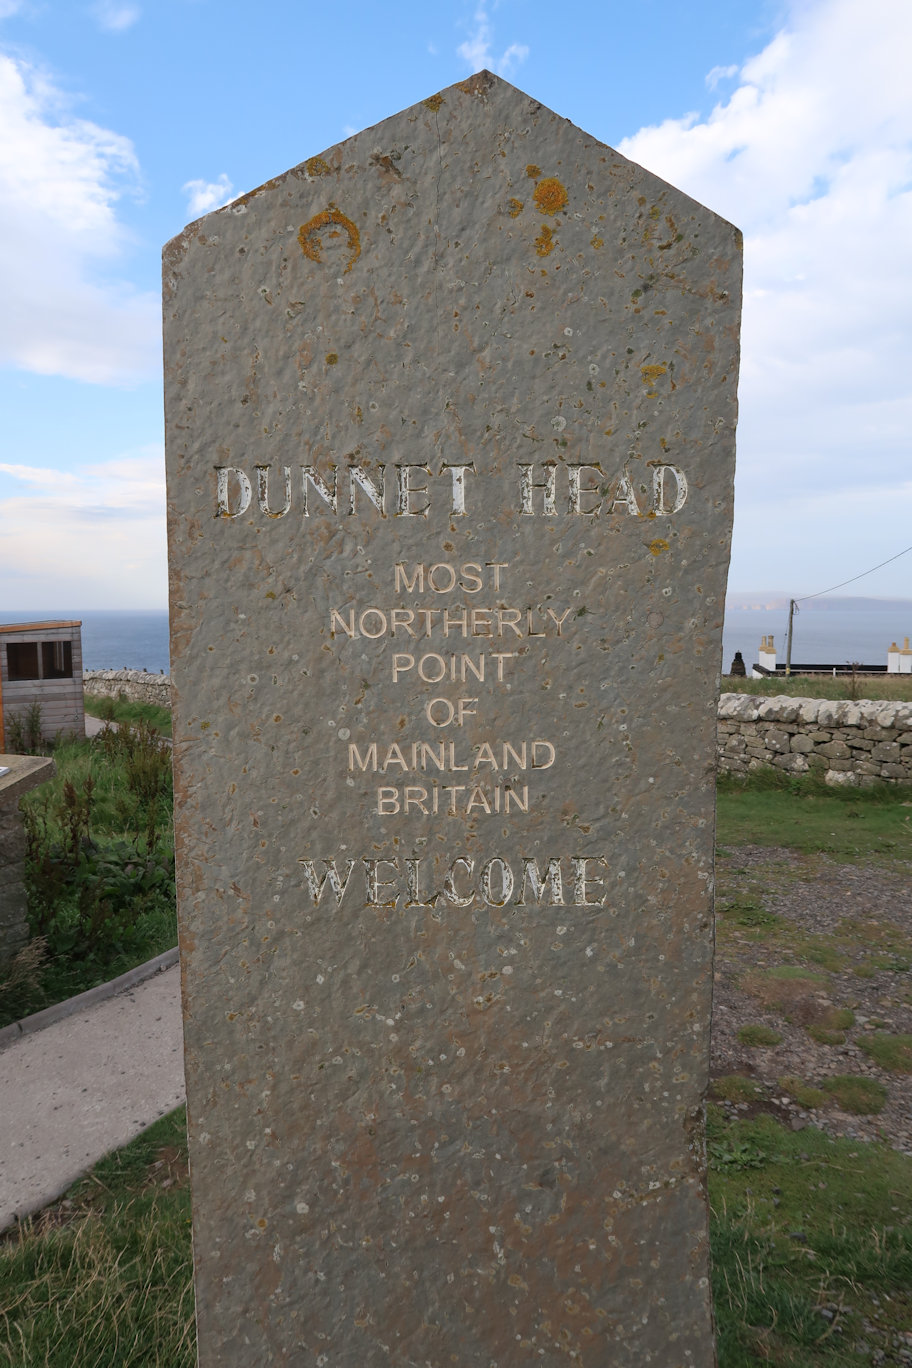 DUNNET HEAD
MOST
NORTHERLY
POINT
OF
MAINLAND
BRITAIN
WELCOME